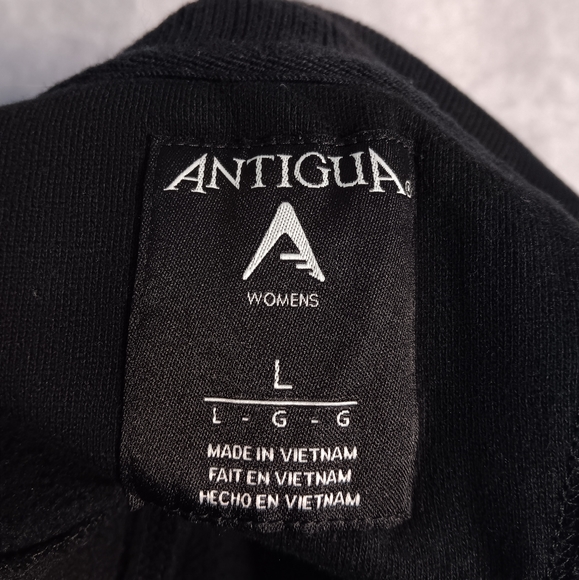 ANTIGUA®
WOMENS
L
L - G - G
MADE IN VIETNAM
FAIT EN VIETNAM
HECHO EN VIETNAM